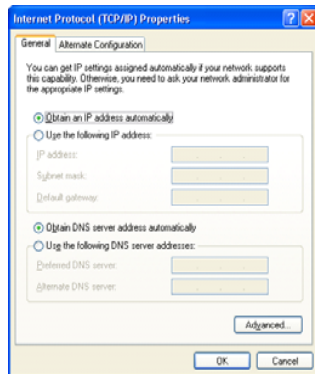 Internet Protocol (TCP/IP) Properties
General
Alternate Configuration
You can get IP settings assigned automatically if your network supports
this capability. Otherwise, you need to ask your network administrator for
the appropriate IP settings.
Obtain an IP address automatically
Use the following IP address:
IP address:
Subnet mask:
Default gateway:
Obtain DNS server address automatically
Use the following DNS server addresses:
Preferred DNS server:
Alternate DNS server:
Advanced...
OK
Cancel